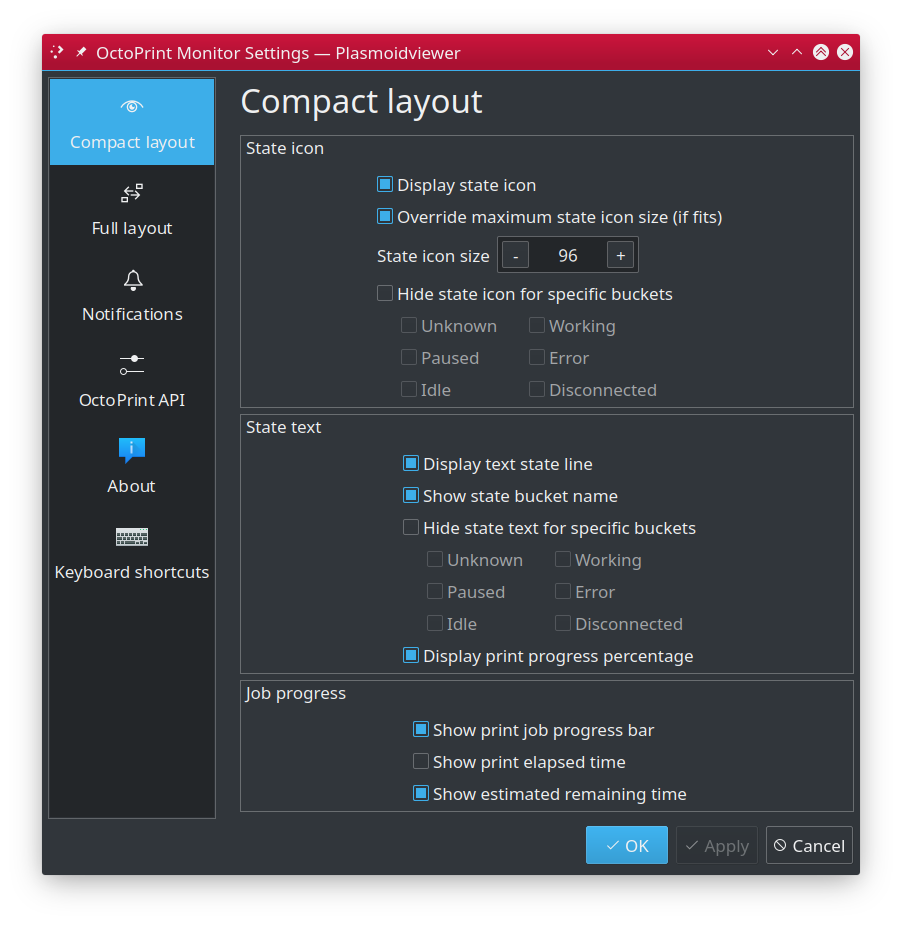 OctoPrint Monitor Settings — Plasmoidviewer
Compact layout
Full layout
Notifications
OctoPrint API
About
Keyboard shortcuts
Compact layout
State icon
Display state icon
Override maximum state icon size (if fits)
State icon size - 96 +
Hide state icon for specific buckets
Unknown Working
Paused Error
Idle Disconnected
State text
Display text state line
Show state bucket name
Hide state text for specific buckets
Unknown Working
Paused Error
Idle Disconnected
Display print progress percentage
Job progress
Show print job progress bar
Show print elapsed time
Show estimated remaining time
OK Apply Cancel